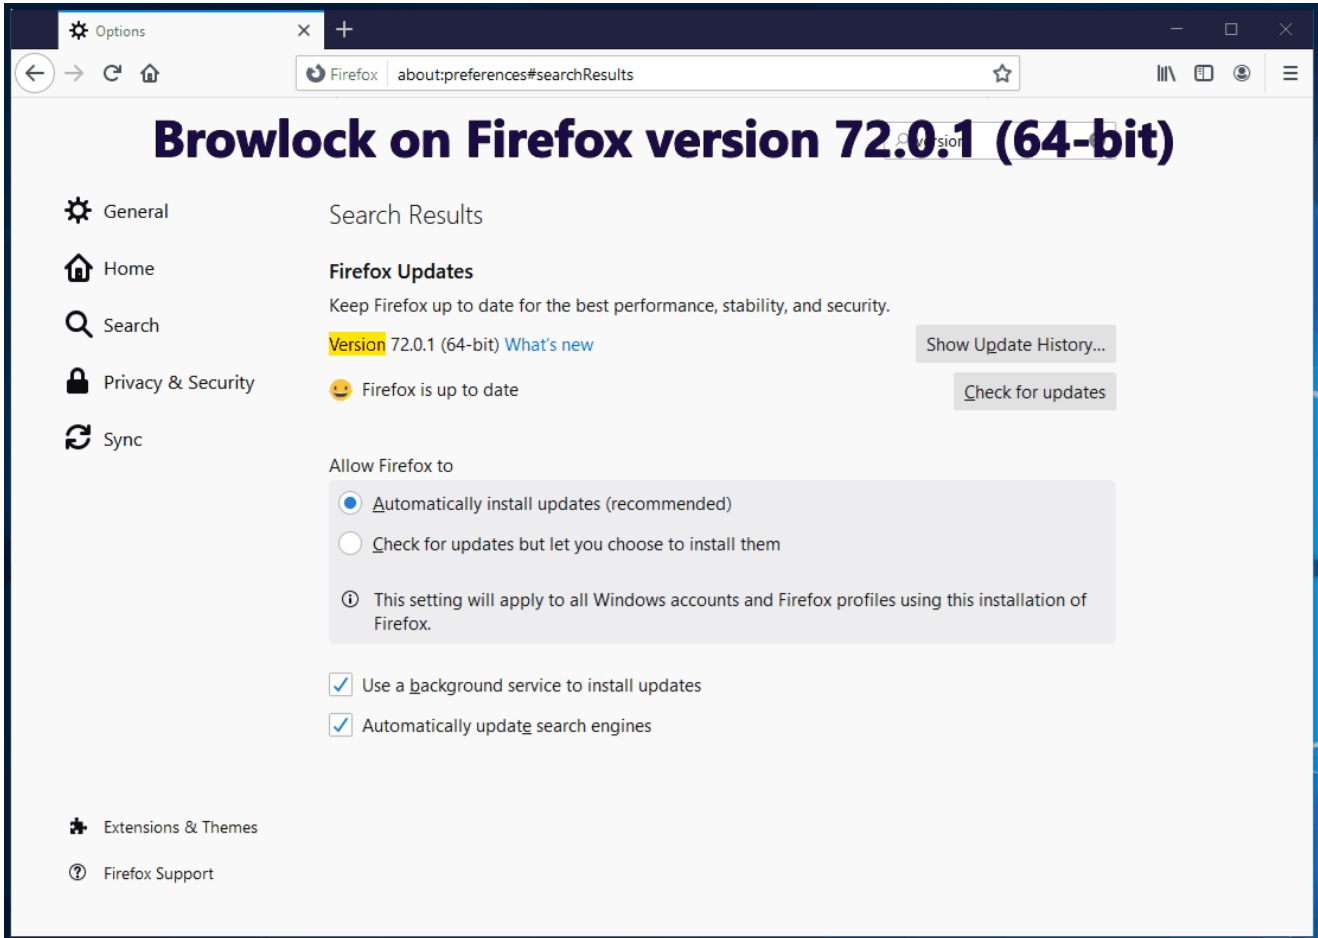 Options
Firefox about:preferences#searchResults
Browlock on Firefox version 72.0.1 (64-bit)
version
General
Home
Search
Privacy & Security
Sync
Search Results
Firefox Updates
Keep Firefox up to date for the best performance, stability, and security.
Version 72.0.1 (64-bit) What's new
Show Update History...
Firefox is up to date
Check for updates
Allow Firefox to
Automatically install updates (recommended)
Check for updates but let you choose to install them
This setting will apply to all Windows accounts and Firefox profiles using this installation of
Firefox.
Use a background service to install updates
Automatically update search engines
Extensions & Themes
Firefox Support